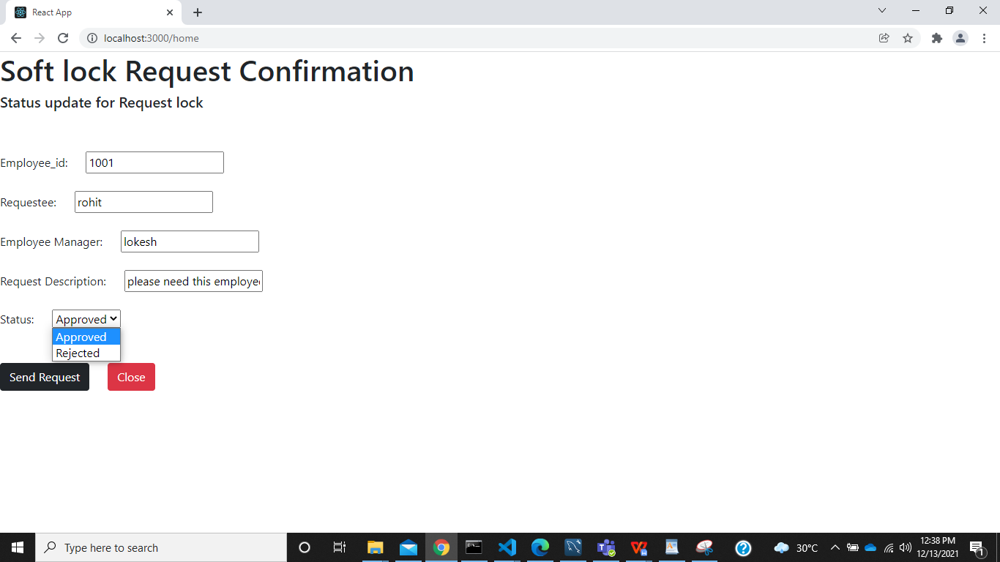 React App
localhost:3000/home
Soft lock Request Confirmation
Status update for Request lock
Employee_id: 1001
Requestee: rohit
Employee Manager: lokesh
Request Description: please need this employe
Status: Approved
Approved
Rejected
Send Request Close
Type here to search
30°C
12:38 PM
12/13/2021
1